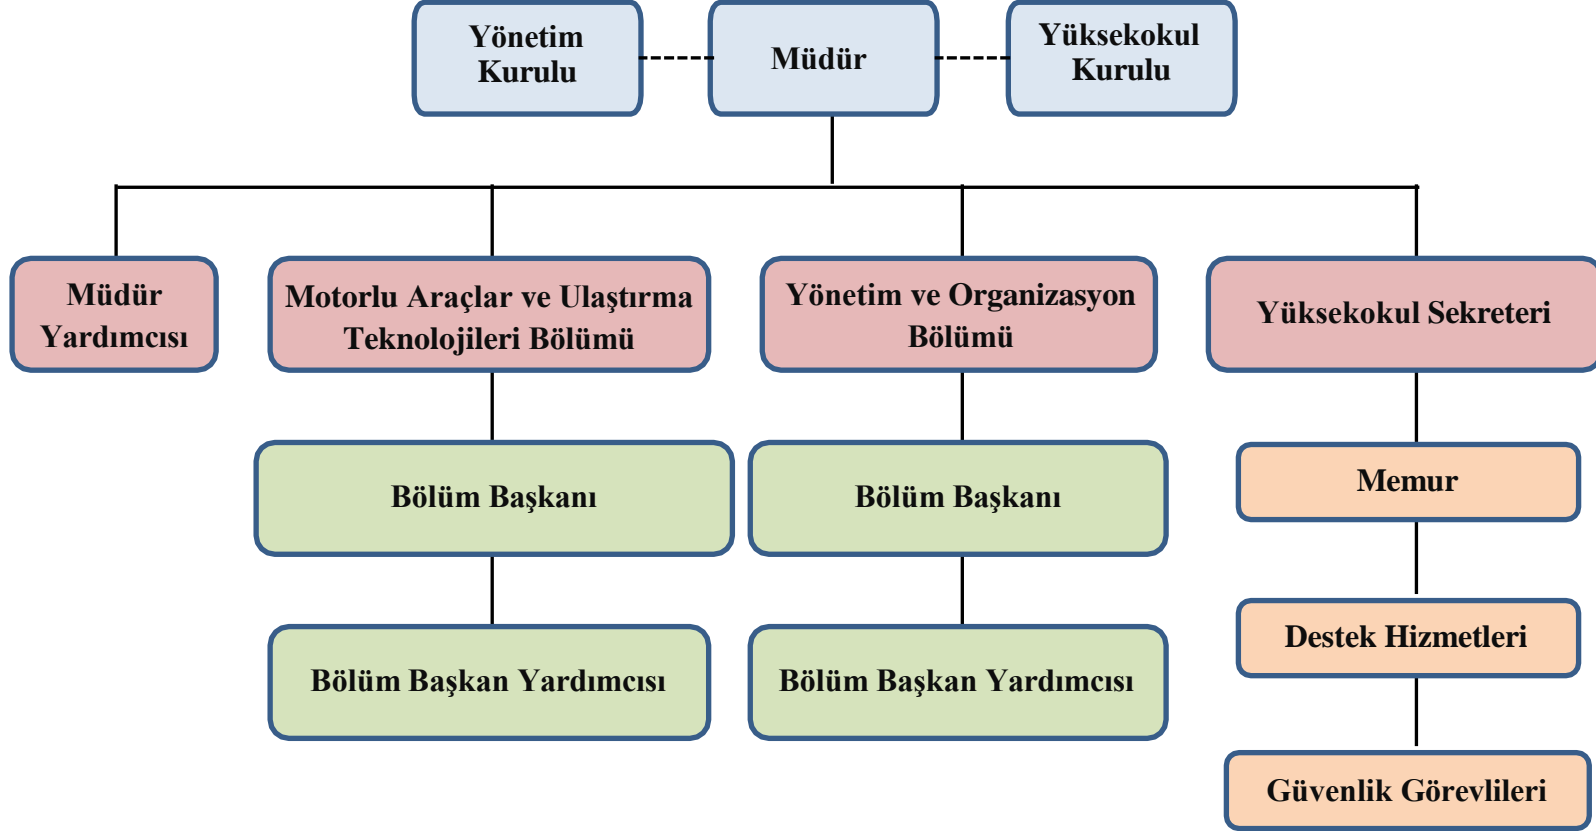 Yönetim
Kurulu
Müdür
Yüksekokul
Kurulu
Müdür
Yardımcısı
Motorlu Araçlar ve Ulaştırma
Teknolojileri Bölümü
Yönetim ve Organizasyon
Bölümü
Yüksekokul Sekreteri
Bölüm Başkanı
Bölüm Başkanı
Memur
Bölüm Başkan Yardımcısı
Bölüm Başkan Yardımcısı
Destek Hizmetleri
Güvenlik Görevlileri